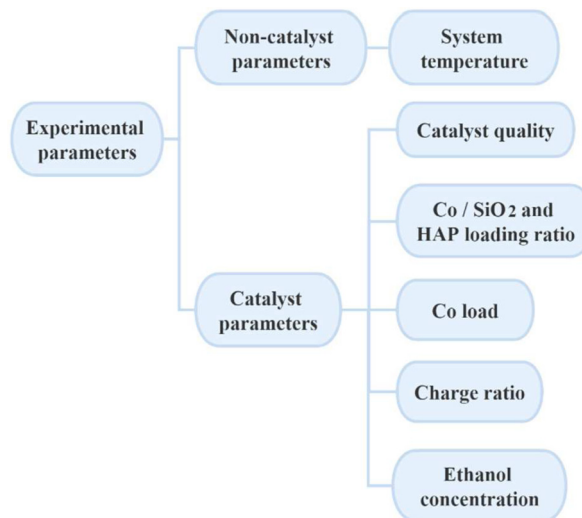 Non-catalyst
parameters
System
temperature
Experimental
parameters
Catalyst quality
Co / SiO2 and
HAP loading ratio
Catalyst
parameters
Co load
Charge ratio
Ethanol
concentration